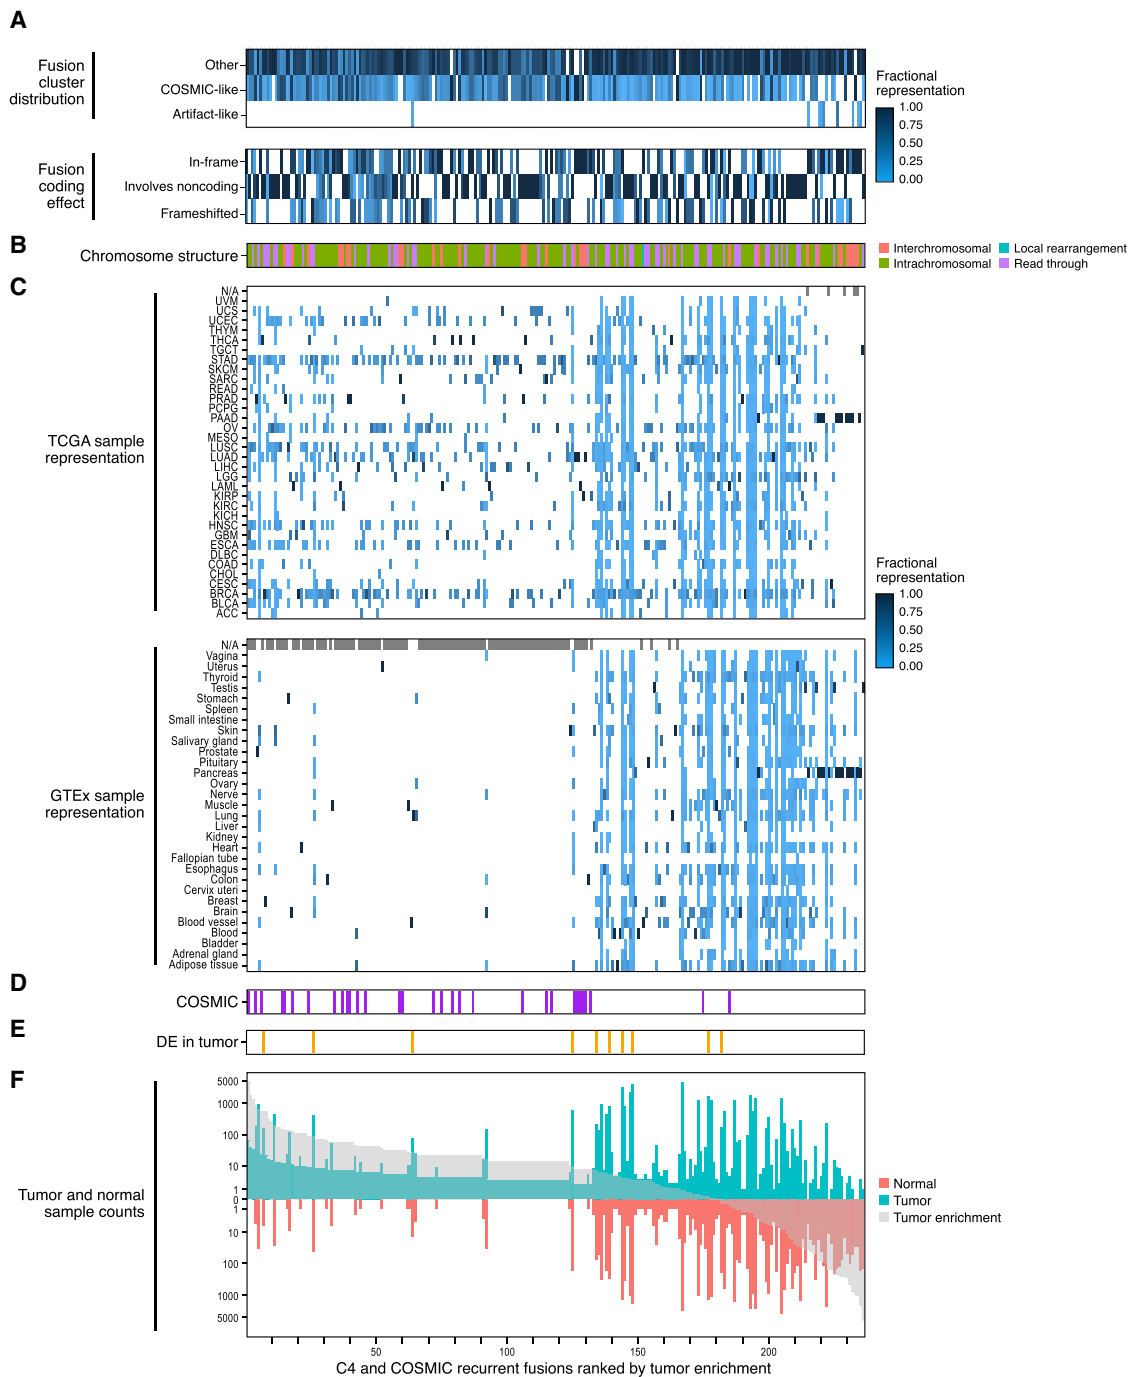 A
Fusion
cluster
distribution
Other
COSMIC-like
Artifact-like
Fractional
representation
1.00
0.75
0.50
0.25
0.00
Fusion
coding
effect
In-frame
Involves noncoding
Frameshifted
B
Chromosome structure
Interchromosomal
Intrachromosomal
Local rearrangement
Read through
C
TCGA sample
representation
N/A
UVM
UCS
UCEC
THYM
THCA
TGCT
STAD
SKCM
SARC
READ
PRAD
PCPG
PAAD
OV
MESO
LUSC
LUAD
LIHC
LGG
LAML
KIRP
KIRC
KICH
HNSC
GBM
ESCA
DLBC
COAD
CHOL
CESC
BRCA
BLCA
ACC
Fractional
representation
1.00
0.75
0.50
0.25
0.00
GTEx sample
representation
N/A
Vagina
Uterus
Thyroid
Testis
Stomach
Spleen
Small intestine
Skin
Salivary gland
Prostate
Pituitary
Pancreas
Ovary
Nerve
Muscle
Lung
Liver
Kidney
Heart
Fallopian tube
Esophagus
Colon
Cervix uteri
Breast
Brain
Blood vessel
Blood
Bladder
Adrenal gland
Adipose tissue
D
COSMIC
E
DE in tumor
F
Tumor and normal
sample counts
5000
1000
100
10
1
0
1
10
100
1000
5000
Normal
Tumor
Tumor enrichment
50
100
150
200
C4 and COSMIC recurrent fusions ranked by tumor enrichment